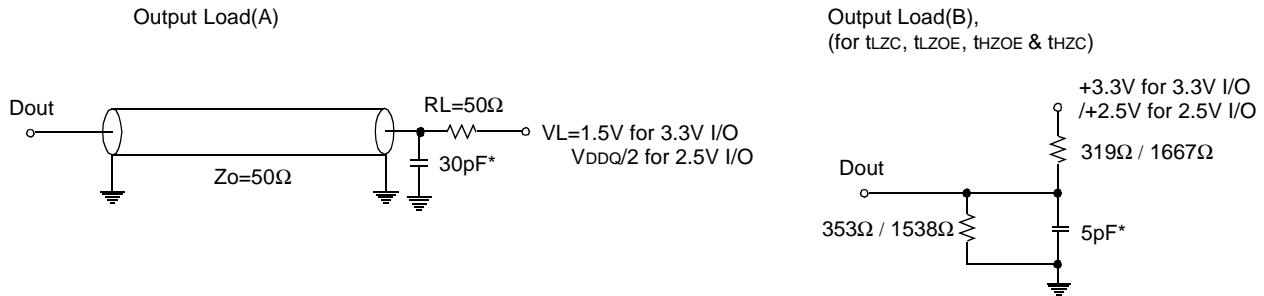 Output Load(A)
Dout
Zo=50Ω
RL=50Ω
30pF*
VL=1.5V for 3.3V I/O
VDDQ/2 for 2.5V I/O
Output Load(B),
(for tLZC, tLZOE, tHZOE & tHZC)
+3.3V for 3.3V I/O
/+2.5V for 2.5V I/O
319Ω / 1667Ω
Dout
353Ω / 1538Ω
5pF*